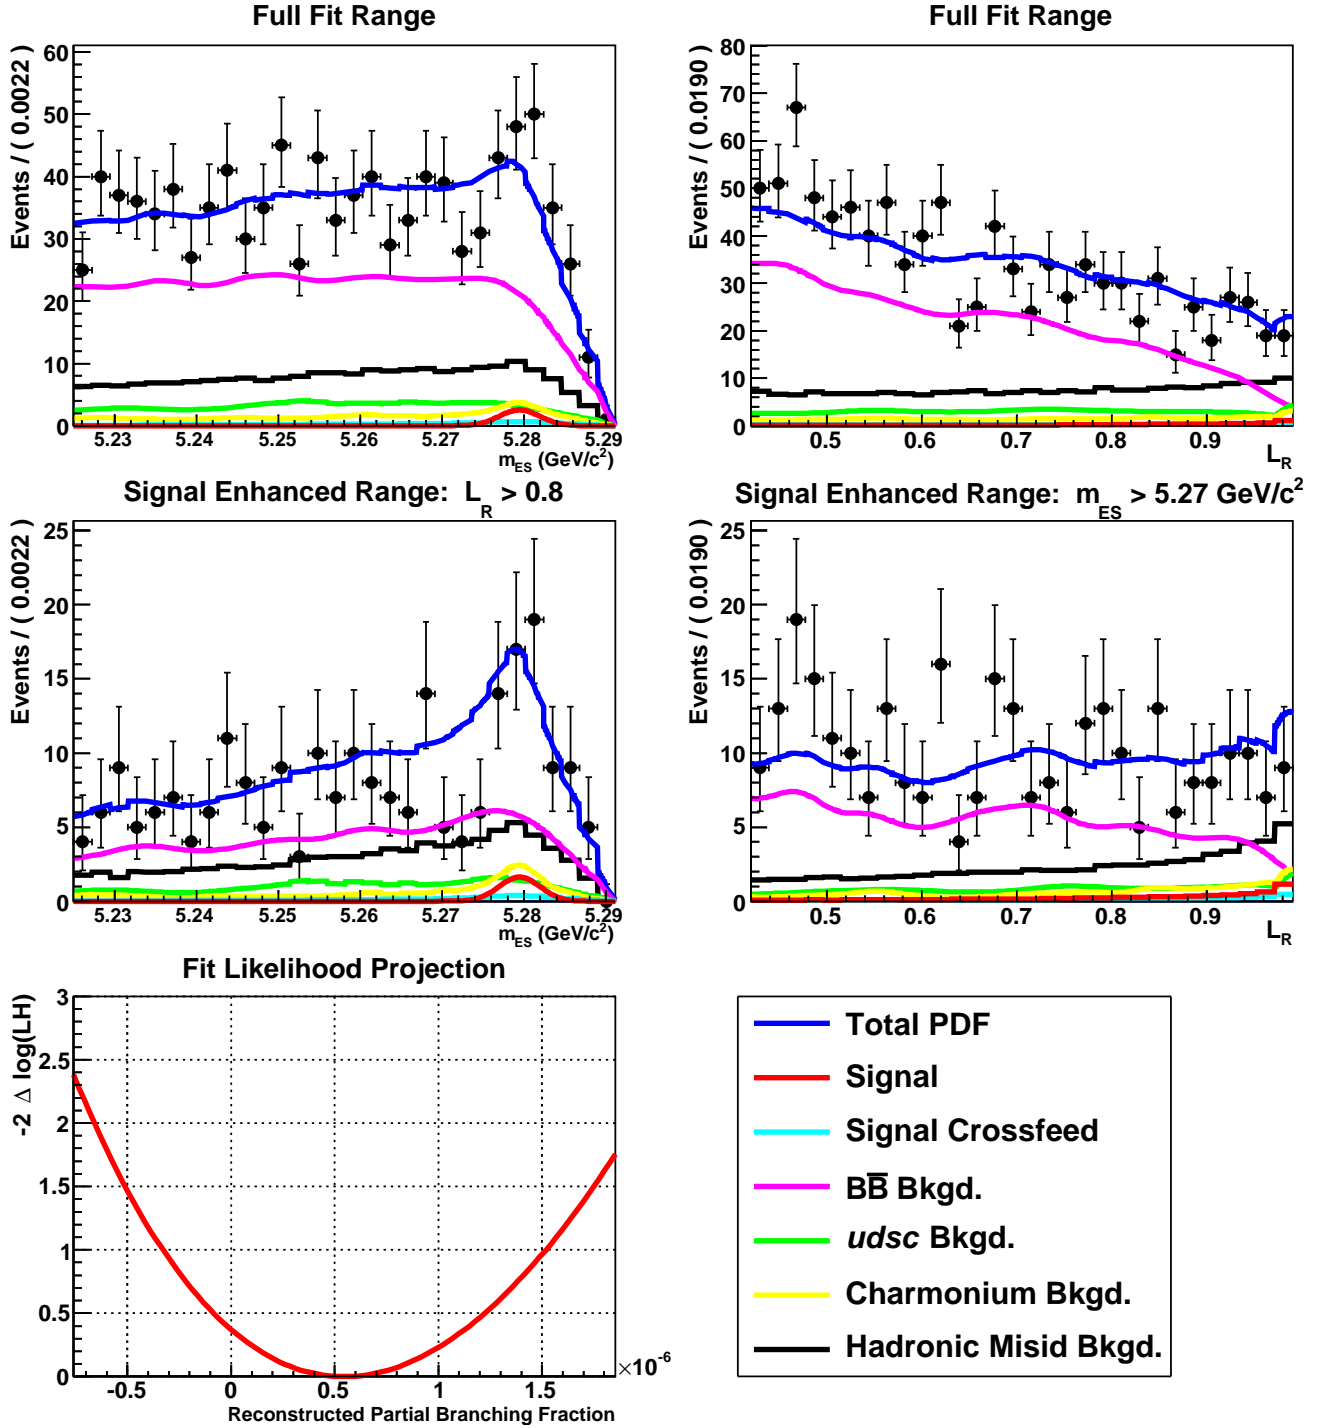 Full Fit Range
Events / ( 0.0022 )
60
50
40
30
20
10
0
5.23 5.24 5.25 5.26 5.27 5.28 5.29
m_ES (GeV/c²)
Full Fit Range
Events / ( 0.0190 )
80
70
60
50
40
30
20
10
0
0.5 0.6 0.7 0.8 0.9
L_R
Signal Enhanced Range: L_R > 0.8
Events / ( 0.0022 )
25
20
15
10
5
0
5.23 5.24 5.25 5.26 5.27 5.28 5.29
m_ES (GeV/c²)
Signal Enhanced Range: m_ES > 5.27 GeV/c²
Events / ( 0.0190 )
25
20
15
10
5
0
0.5 0.6 0.7 0.8 0.9
L_R
Fit Likelihood Projection
-2 Δ log(LH)
3
2.5
2
1.5
1
0.5
0
-0.5 0 0.5 1 1.5
×10⁻⁶
Reconstructed Partial Branching Fraction
Total PDF
Signal
Signal Crossfeed
BB̅ Bkgd.
udsc Bkgd.
Charmonium Bkgd.
Hadronic Misid Bkgd.